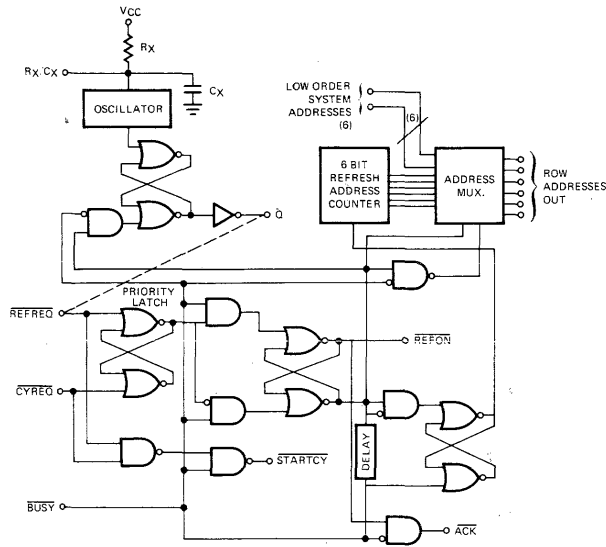 VCC
RX
RX/CX
CX
OSCILLATOR
LOW ORDER
SYSTEM
ADDRESSES
(6)
(6)
6 BIT
REFRESH
ADDRESS
COUNTER
ADDRESS
MUX.
ROW
ADDRESSES
OUT
Q
PRIORITY
LATCH
REFREQ
REFON
CYREQ
DELAY
STARTCY
BUSY
ACK